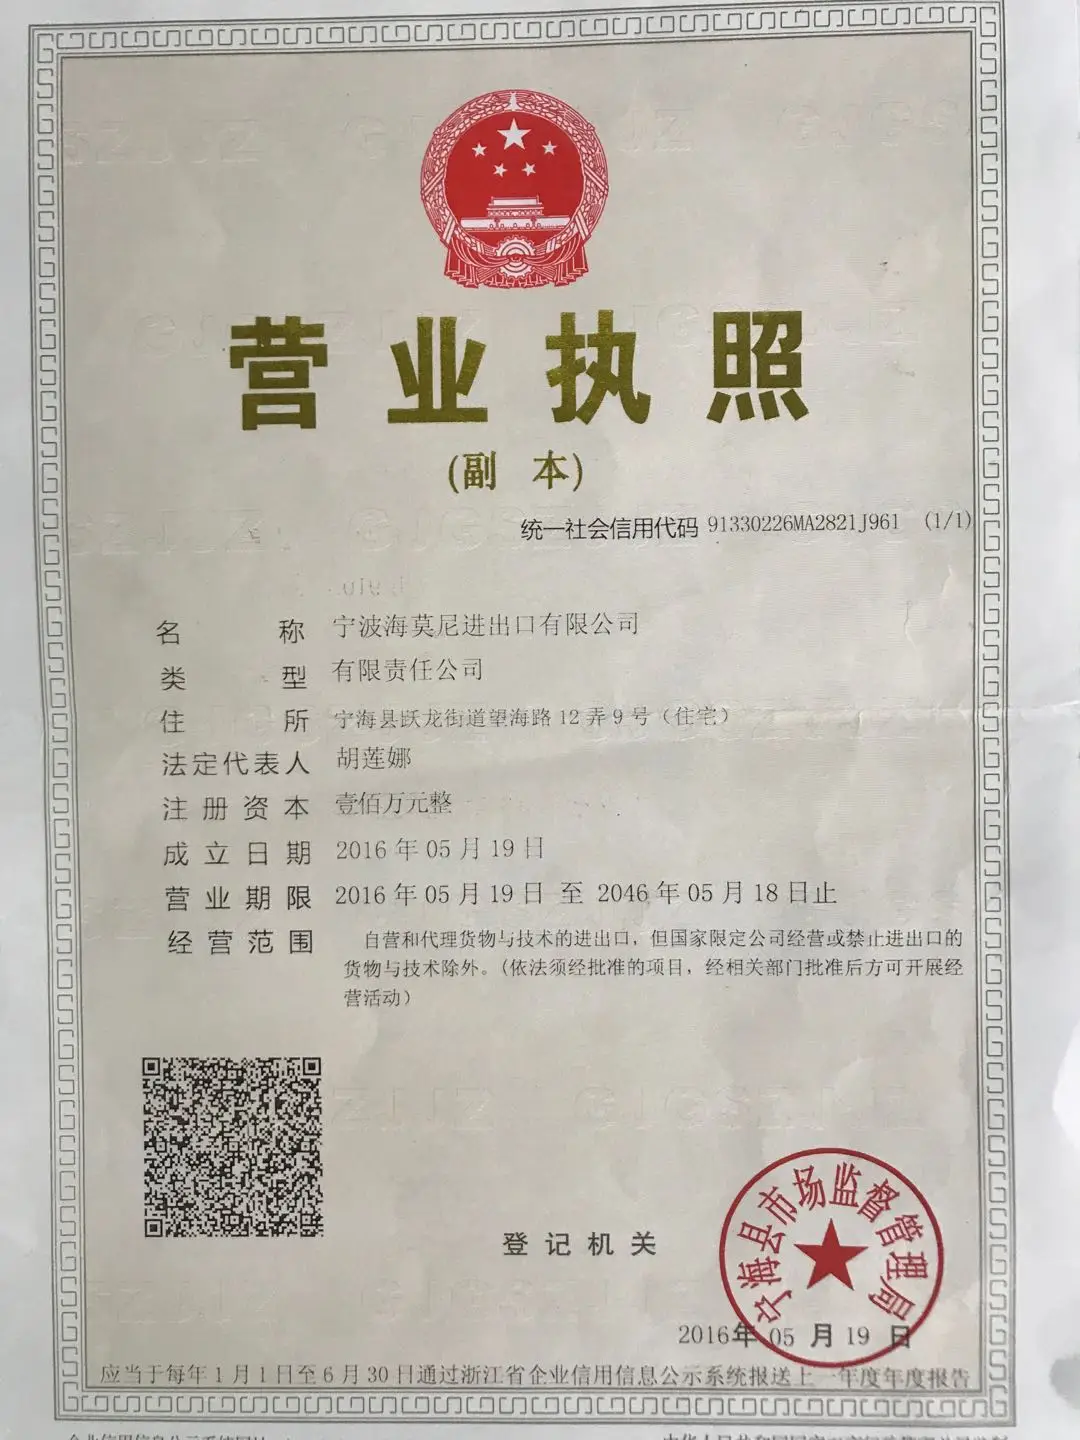 营业执照
(副 本)
统一社会信用代码 91330226MA2821J961 (1/1)
名称 宁波海莫尼进出口有限公司
类型 有限责任公司
住所 宁海县跃龙街道望海路12弄9号（住宅）
法定代表人 胡莲娜
注册资本 壹佰万元整
成立日期 2016年05月19日
营业期限 2016年05月19日 至 2046年05月18日止
经营范围 自营和代理货物与技术的进出口，但国家限定公司经营或禁止进出口的
货物与技术除外。(依法须经批准的项目，经相关部门批准后方可开展经
营活动)
登记机关
宁海县市场监督管理局
2016年05月19日
应当于每年1月1日至6月30日通过浙江省企业信用信息公示系统报送上一年度年度报告